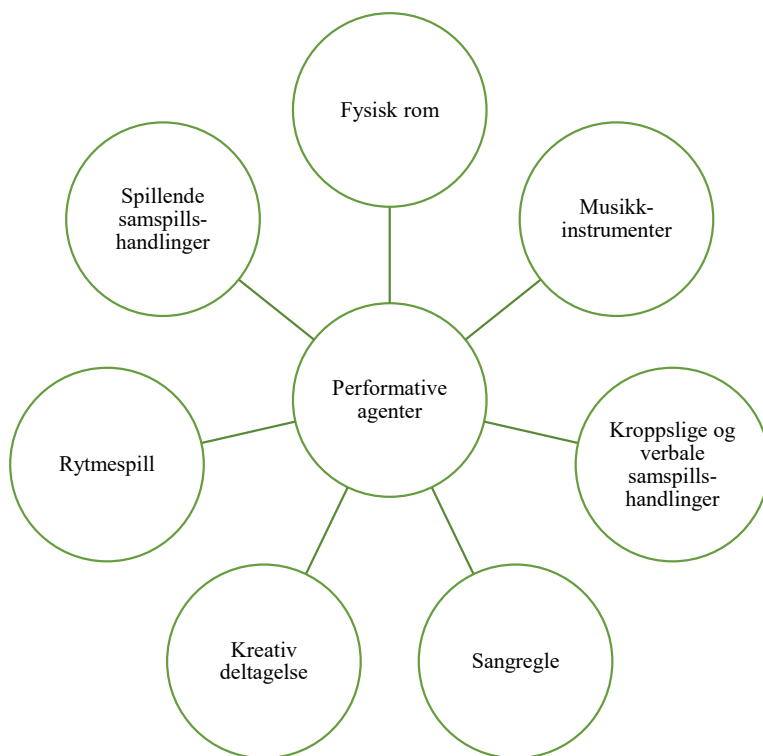 Fysisk rom
Spillende
samspills-
handlinger
Musikk-
instrumenter
Performative
agenter
Kroppslige og
verbale
samspills-
handlinger
Rytmespill
Kreativ
deltagelse
Sangregle